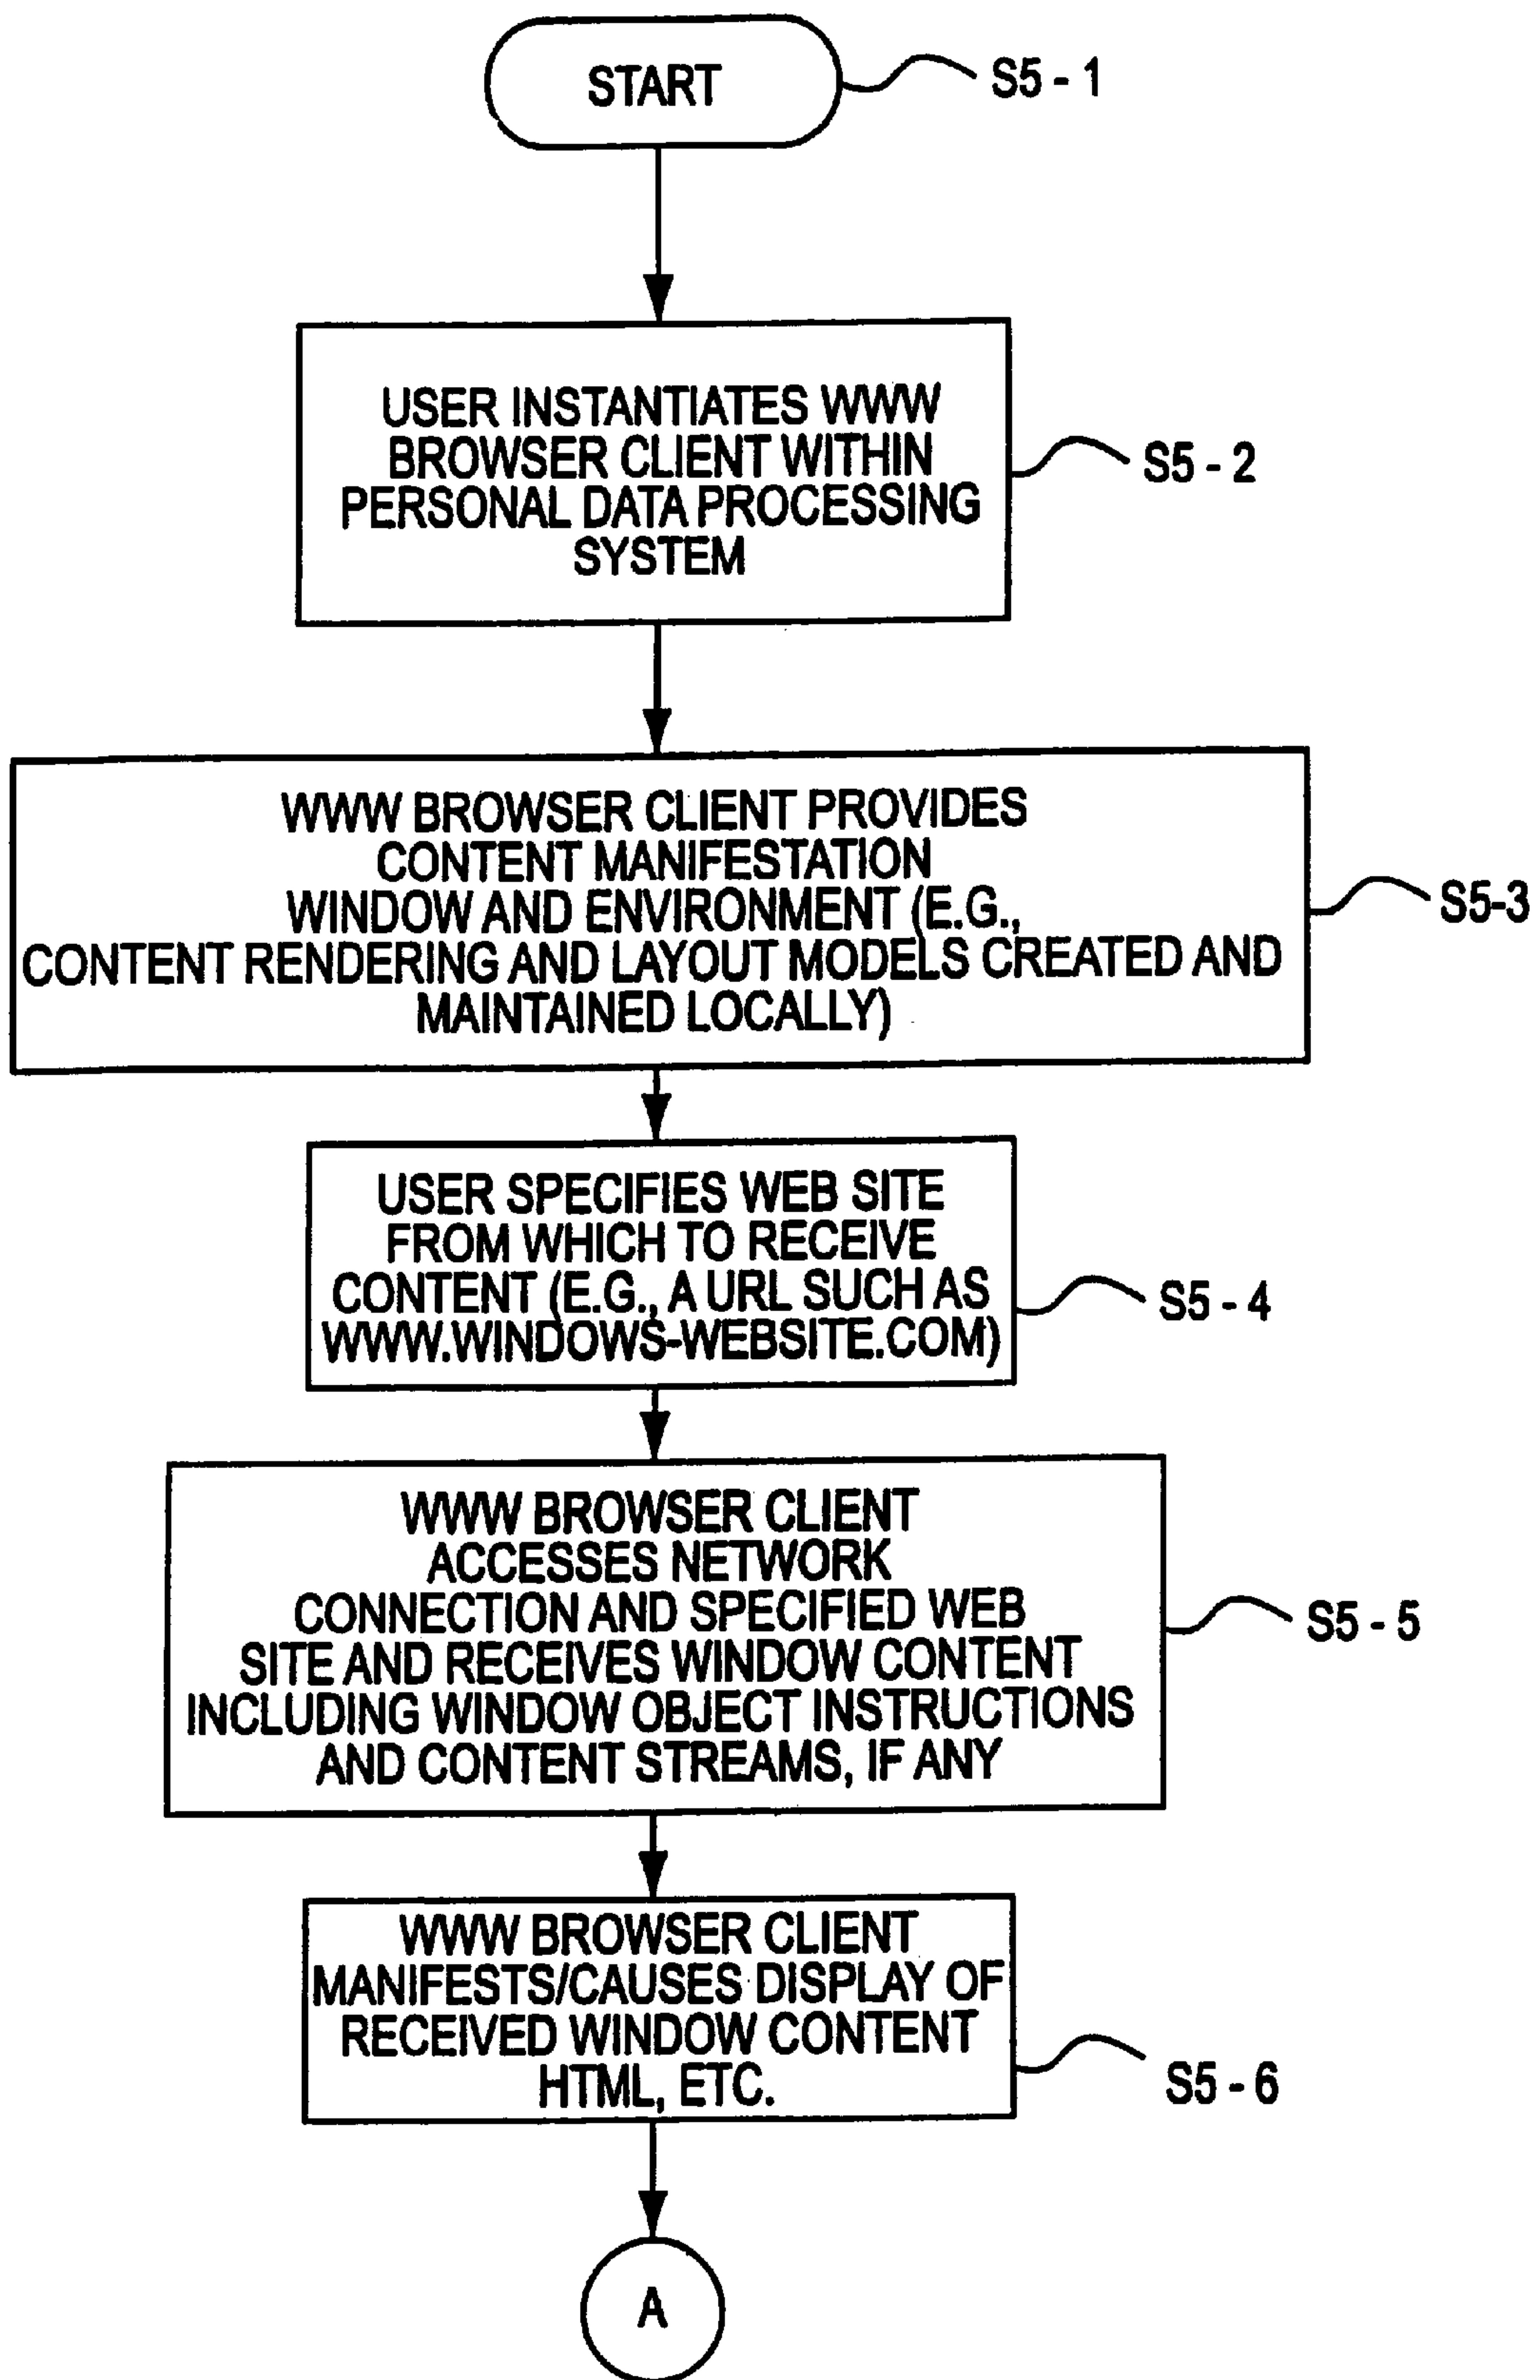 START
S5 - 1
USER INSTANTIATES WWW
BROWSER CLIENT WITHIN
PERSONAL DATA PROCESSING
SYSTEM
S5 - 2
WWW BROWSER CLIENT PROVIDES
CONTENT MANIFESTATION
WINDOW AND ENVIRONMENT (E.G.,
CONTENT RENDERING AND LAYOUT MODELS CREATED AND
MAINTAINED LOCALLY)
S5-3
USER SPECIFIES WEB SITE
FROM WHICH TO RECEIVE
CONTENT (E.G., A URL SUCH AS
WWW.WINDOWS-WEBSITE.COM)
S5 - 4
WWW BROWSER CLIENT
ACCESSES NETWORK
CONNECTION AND SPECIFIED WEB
SITE AND RECEIVES WINDOW CONTENT
INCLUDING WINDOW OBJECT INSTRUCTIONS
AND CONTENT STREAMS, IF ANY
S5 - 5
WWW BROWSER CLIENT
MANIFESTS/CAUSES DISPLAY OF
RECEIVED WINDOW CONTENT
HTML, ETC.
S5 - 6
A